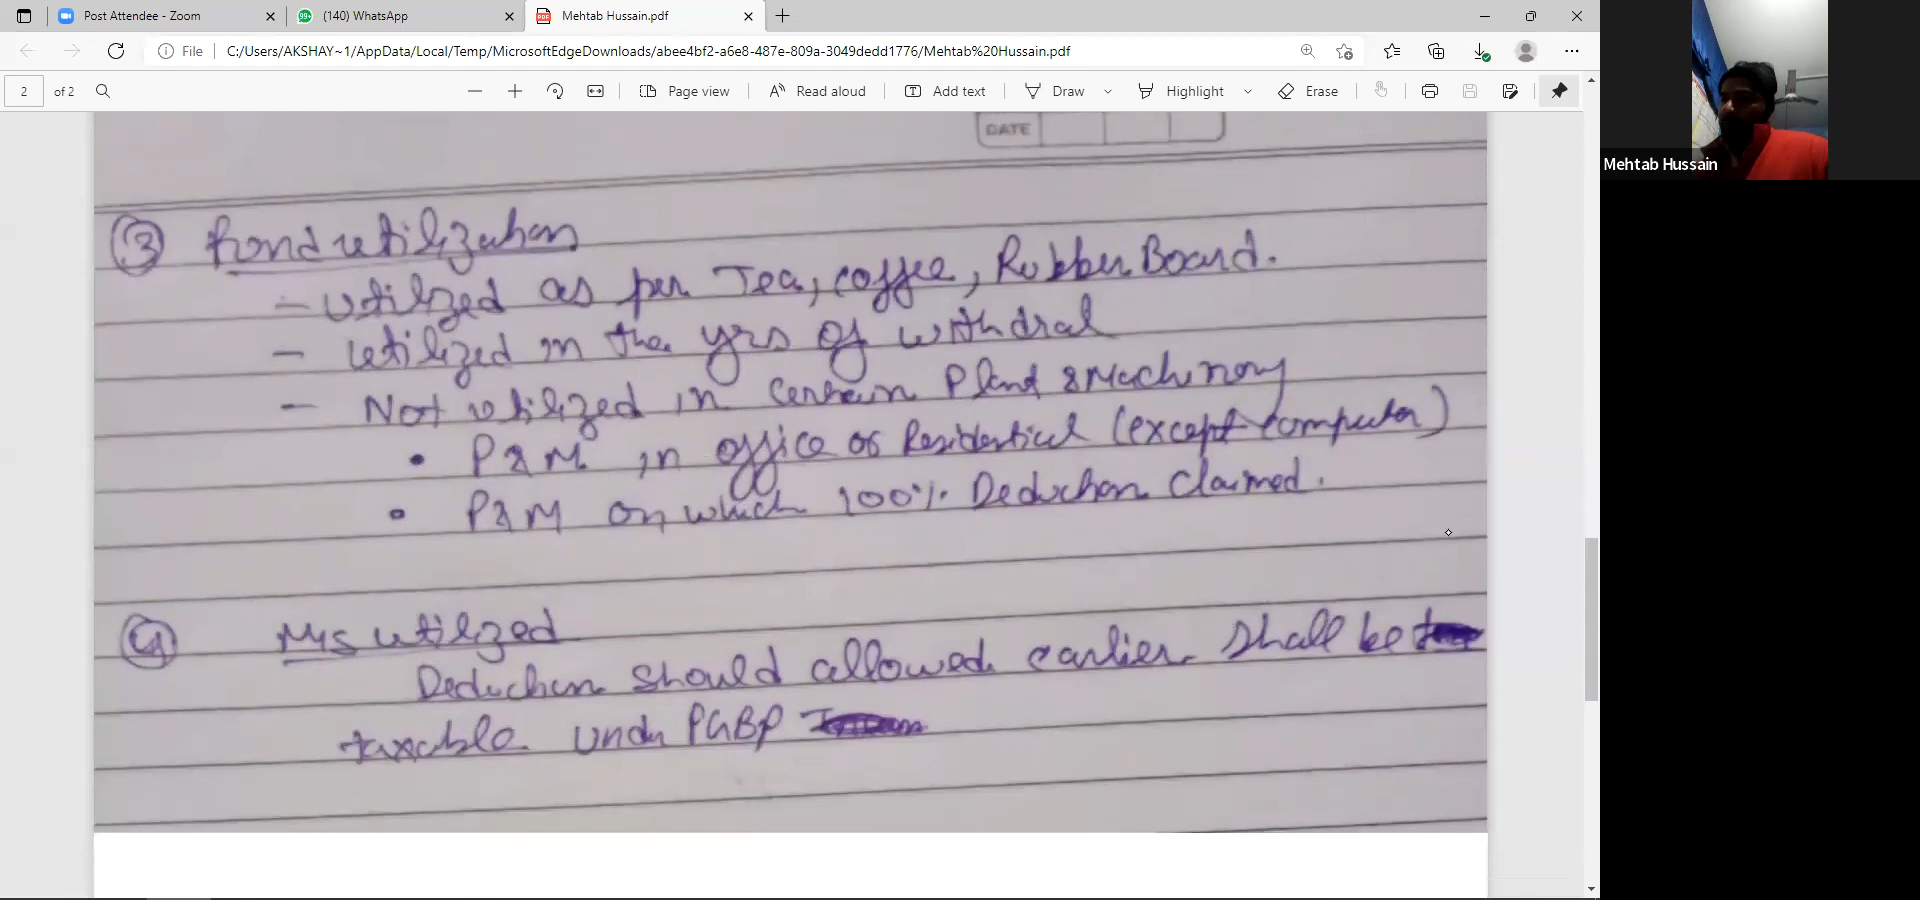 Post Attendee - Zoom
(140) WhatsApp
Mehtab Hussain.pdf
File C:/Users/AKSHAY~1/AppData/Local/Temp/MicrosoftEdgeDownloads/abee4bf2-a6e8-487e-809a-3049dedd1776/Mehtab%20Hussain.pdf
2 of 2 Page view Read aloud Add text Draw Highlight Erase
DATE
Mehtab Hussain
③ Fund utilization
- utilized as per Tea, coffee, Rubber Board.
- utilized in the yrs of withdral
- Not utilized in certain Plant & Machinery
• P&M in office or Residential (except computer)
• P&M on which 100% Deduction Claimed.
④ Misutilized
Deduction should allowed earlier shall be
taxable under PGBP